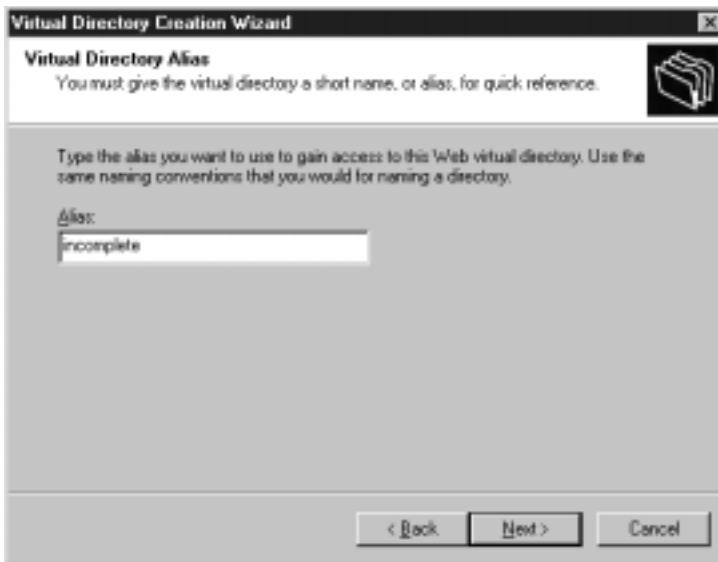 Virtual Directory Creation Wizard
Virtual Directory Alias
You must give the virtual directory a short name, or alias, for quick reference.
Type the alias you want to use to gain access to this Web virtual directory. Use the
same naming conventions that you would for naming a directory.
Alias:
incomplete
< Back Next > Cancel